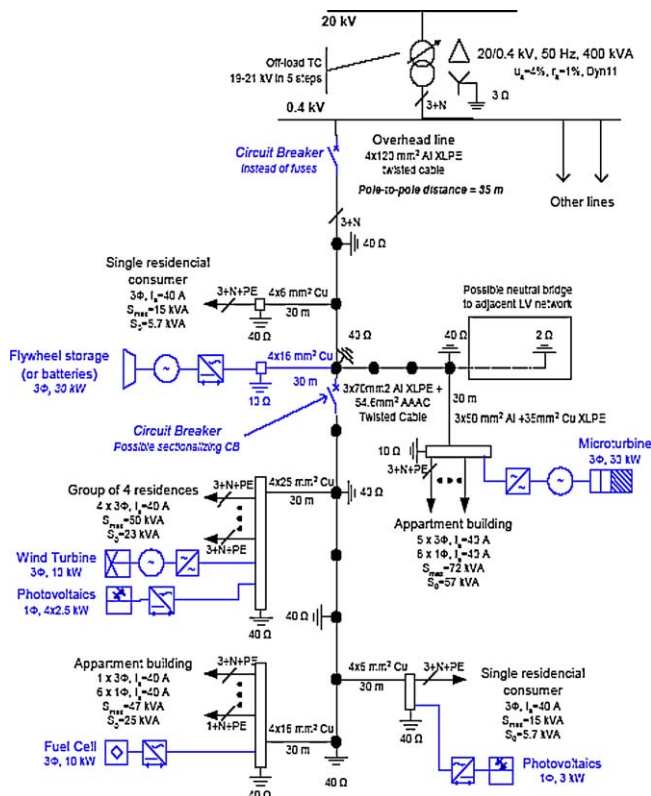 20 kV
Off-load TC
19-21 kV in 5 steps
20/0.4 kV, 50 Hz, 400 kVA
uk=4%, rk=1%, Dyn11
3 Ω
3+N
0.4 kV
Circuit Breaker
Instead of fuses
Overhead line
4x120 mm² Al XLPE
twisted cable
Pole-to-pole distance = 35 m
Other lines
3+N
40 Ω
Single residencial
consumer
3Φ, Is=40 A
Smax=15 kVA
S0=5.7 kVA
3+N+PE
4x6 mm² Cu
30 m
40 Ω
Possible neutral bridge
to adjacent LV network
Flywheel storage
(or batteries)
3Φ, 30 kW
4x16 mm² Cu
30 m
10 Ω
40 Ω
40 Ω
2 Ω
Circuit Breaker
Possible sectionalizing CB
3x70mm² Al XLPE +
54.6mm² AAAC
Twisted Cable
30 m
3x50 mm² Al +35mm² Cu XLPE
10 Ω
3+N+PE
Microturbine
3Φ, 30 kW
Appartment building
5 x 3Φ, Is=40 A
6 x 1Φ, Is=40 A
Smax=72 kVA
S0=57 kVA
Group of 4 residences
4 x 3Φ, Is=40 A
Smax=50 kVA
S0=23 kVA
3+N+PE
3+N+PE
4x25 mm² Cu
30 m
40 Ω
Wind Turbine
3Φ, 10 kW
Photovoltaics
1Φ, 4x2.5 kW
40 Ω
40 Ω
Appartment building
1 x 3Φ, Is=40 A
6 x 1Φ, Is=40 A
Smax=47 kVA
S0=25 kVA
3+N+PE
1+N+PE
Fuel Cell
3Φ, 10 kW
4x16 mm² Cu
30 m
40 Ω
40 Ω
4x6 mm² Cu
30 m
3+N+PE
40 Ω
Single residencial
consumer
3Φ, Is=40 A
Smax=15 kVA
S0=5.7 kVA
Photovoltaics
1Φ, 3 kW